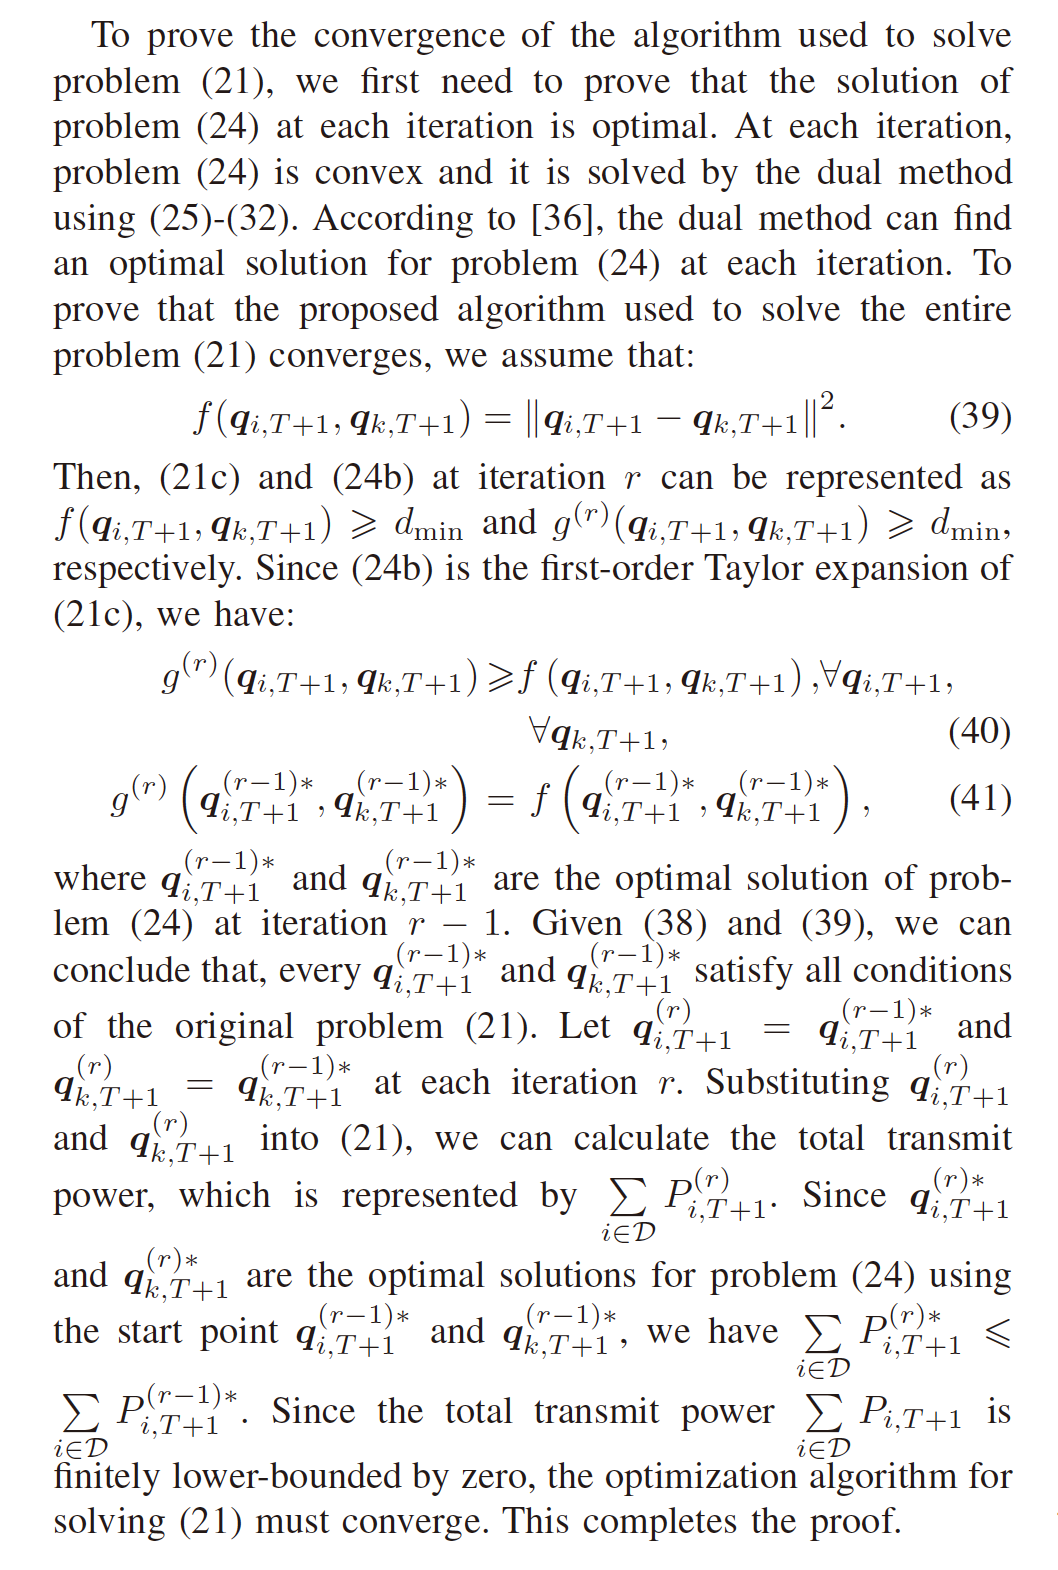 To prove the convergence of the algorithm used to solve
problem (21), we first need to prove that the solution of
problem (24) at each iteration is optimal. At each iteration,
problem (24) is convex and it is solved by the dual method
using (25)-(32). According to [36], the dual method can find
an optimal solution for problem (24) at each iteration. To
prove that the proposed algorithm used to solve the entire
problem (21) converges, we assume that:
$f(\boldsymbol{q}_{i,T+1}, \boldsymbol{q}_{k,T+1}) = \|\boldsymbol{q}_{i,T+1} - \boldsymbol{q}_{k,T+1}\|^2.$ (39)
Then, (21c) and (24b) at iteration $r$ can be represented as
$f(\boldsymbol{q}_{i,T+1}, \boldsymbol{q}_{k,T+1}) \geqslant d_{\min}$ and $g^{(r)}(\boldsymbol{q}_{i,T+1}, \boldsymbol{q}_{k,T+1}) \geqslant d_{\min}$,
respectively. Since (24b) is the first-order Taylor expansion of
(21c), we have:
$g^{(r)}(\boldsymbol{q}_{i,T+1}, \boldsymbol{q}_{k,T+1}) \geqslant f(\boldsymbol{q}_{i,T+1}, \boldsymbol{q}_{k,T+1}), \forall \boldsymbol{q}_{i,T+1},$
$\forall \boldsymbol{q}_{k,T+1},$ (40)
$g^{(r)}\left(\boldsymbol{q}_{i,T+1}^{(r-1)*}, \boldsymbol{q}_{k,T+1}^{(r-1)*}\right) = f\left(\boldsymbol{q}_{i,T+1}^{(r-1)*}, \boldsymbol{q}_{k,T+1}^{(r-1)*}\right),$ (41)
where $\boldsymbol{q}_{i,T+1}^{(r-1)*}$ and $\boldsymbol{q}_{k,T+1}^{(r-1)*}$ are the optimal solution of prob-
lem (24) at iteration $r - 1$. Given (38) and (39), we can
conclude that, every $\boldsymbol{q}_{i,T+1}^{(r-1)*}$ and $\boldsymbol{q}_{k,T+1}^{(r-1)*}$ satisfy all conditions
of the original problem (21). Let $\boldsymbol{q}_{i,T+1}^{(r)} = \boldsymbol{q}_{i,T+1}^{(r-1)*}$ and
$\boldsymbol{q}_{k,T+1}^{(r)} = \boldsymbol{q}_{k,T+1}^{(r-1)*}$ at each iteration $r$. Substituting $\boldsymbol{q}_{i,T+1}^{(r)}$
and $\boldsymbol{q}_{k,T+1}^{(r)}$ into (21), we can calculate the total transmit
power, which is represented by $\sum_{i \in \mathcal{D}} P_{i,T+1}^{(r)}$. Since $\boldsymbol{q}_{i,T+1}^{(r)*}$
and $\boldsymbol{q}_{k,T+1}^{(r)*}$ are the optimal solutions for problem (24) using
the start point $\boldsymbol{q}_{i,T+1}^{(r-1)*}$ and $\boldsymbol{q}_{k,T+1}^{(r-1)*}$, we have $\sum_{i \in \mathcal{D}} P_{i,T+1}^{(r)*} \leqslant$
$\sum_{i \in \mathcal{D}} P_{i,T+1}^{(r-1)*}$. Since the total transmit power $\sum_{i \in \mathcal{D}} P_{i,T+1}$ is
finitely lower-bounded by zero, the optimization algorithm for
solving (21) must converge. This completes the proof.